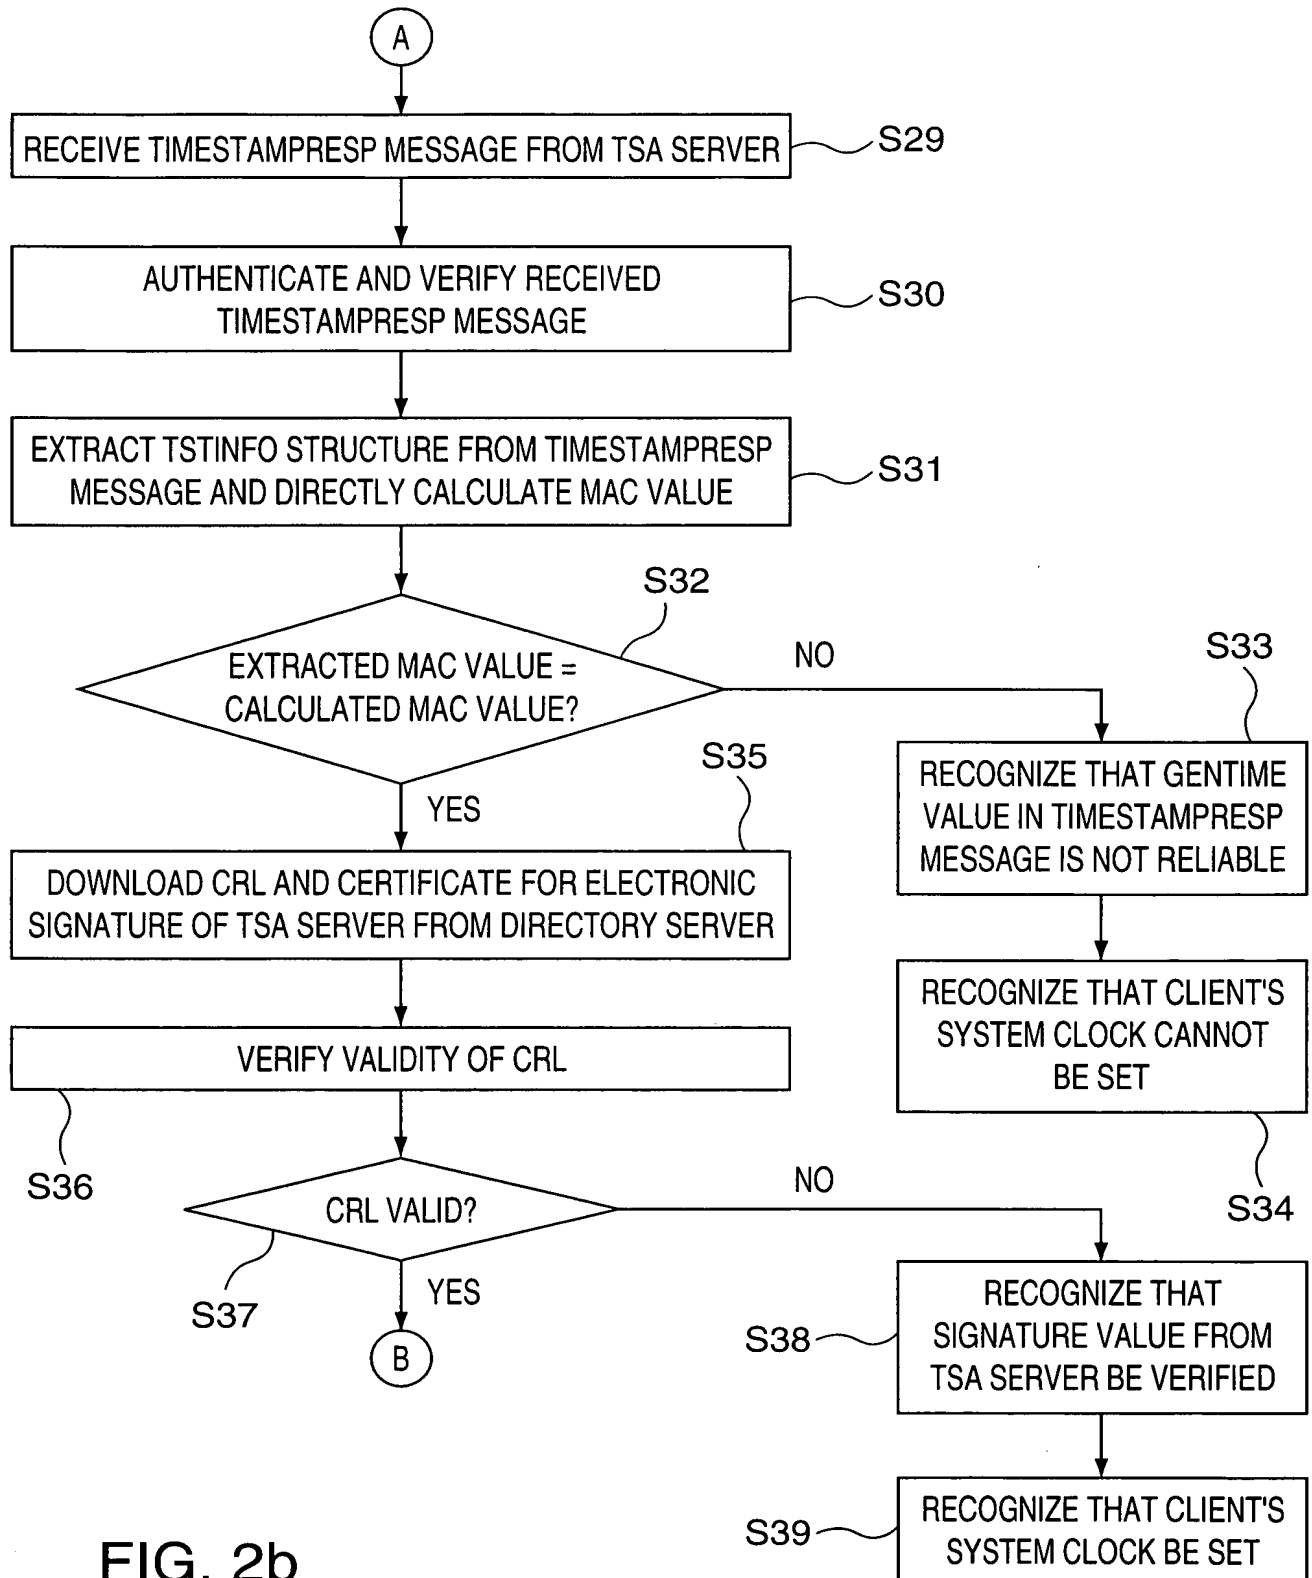 A
RECEIVE TIMESTAMPRESP MESSAGE FROM TSA SERVER
S29
AUTHENTICATE AND VERIFY RECEIVED
TIMESTAMPRESP MESSAGE
S30
EXTRACT TSTINFO STRUCTURE FROM TIMESTAMPRESP
MESSAGE AND DIRECTLY CALCULATE MAC VALUE
S31
S32
EXTRACTED MAC VALUE =
CALCULATED MAC VALUE?
NO
YES
S33
RECOGNIZE THAT GENTIME
VALUE IN TIMESTAMPRESP
MESSAGE IS NOT RELIABLE
S35
DOWNLOAD CRL AND CERTIFICATE FOR ELECTRONIC
SIGNATURE OF TSA SERVER FROM DIRECTORY SERVER
RECOGNIZE THAT CLIENT'S
SYSTEM CLOCK CANNOT
BE SET
S34
VERIFY VALIDITY OF CRL
S36
CRL VALID?
NO
S37
YES
B
RECOGNIZE THAT
SIGNATURE VALUE FROM
TSA SERVER BE VERIFIED
S38
RECOGNIZE THAT CLIENT'S
SYSTEM CLOCK BE SET
S39
FIG. 2b